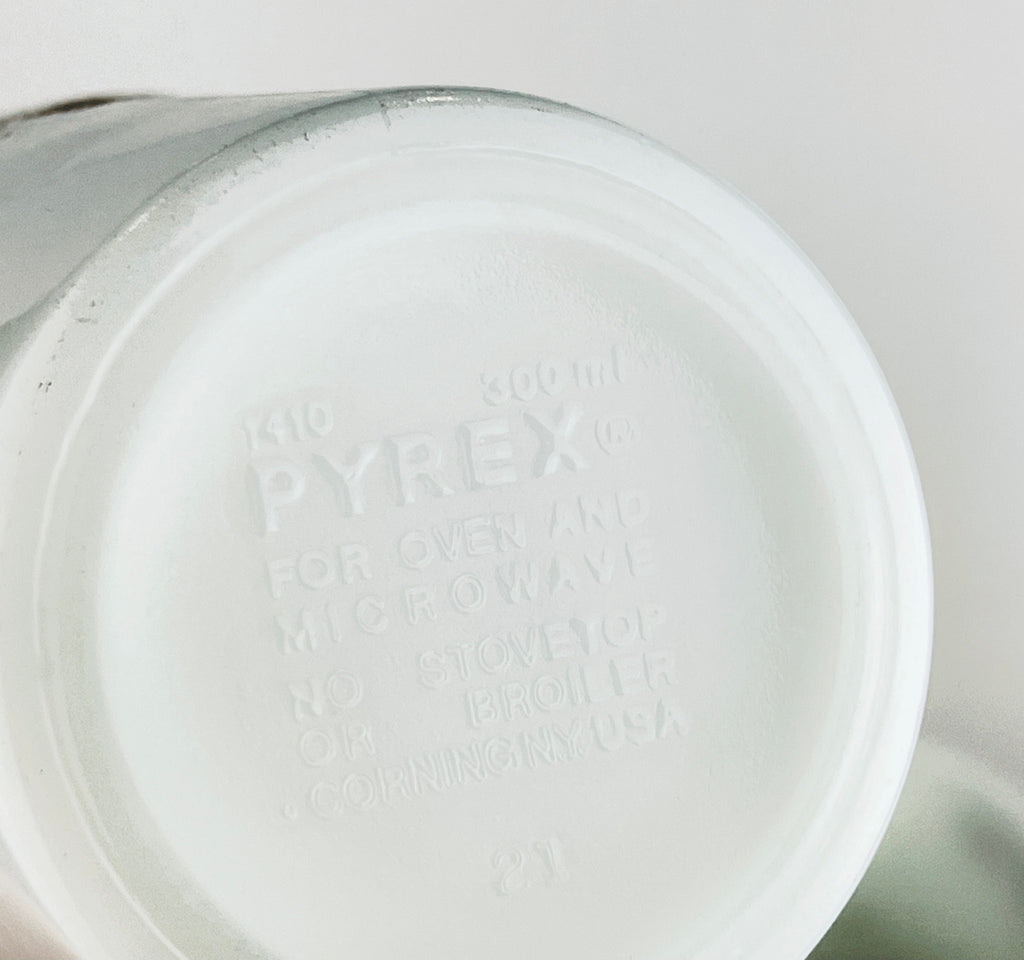 1410 300 ml
PYREX®
FOR OVEN AND
MICROWAVE
NO STOVETOP
OR BROILER
. CORNING NY USA
21